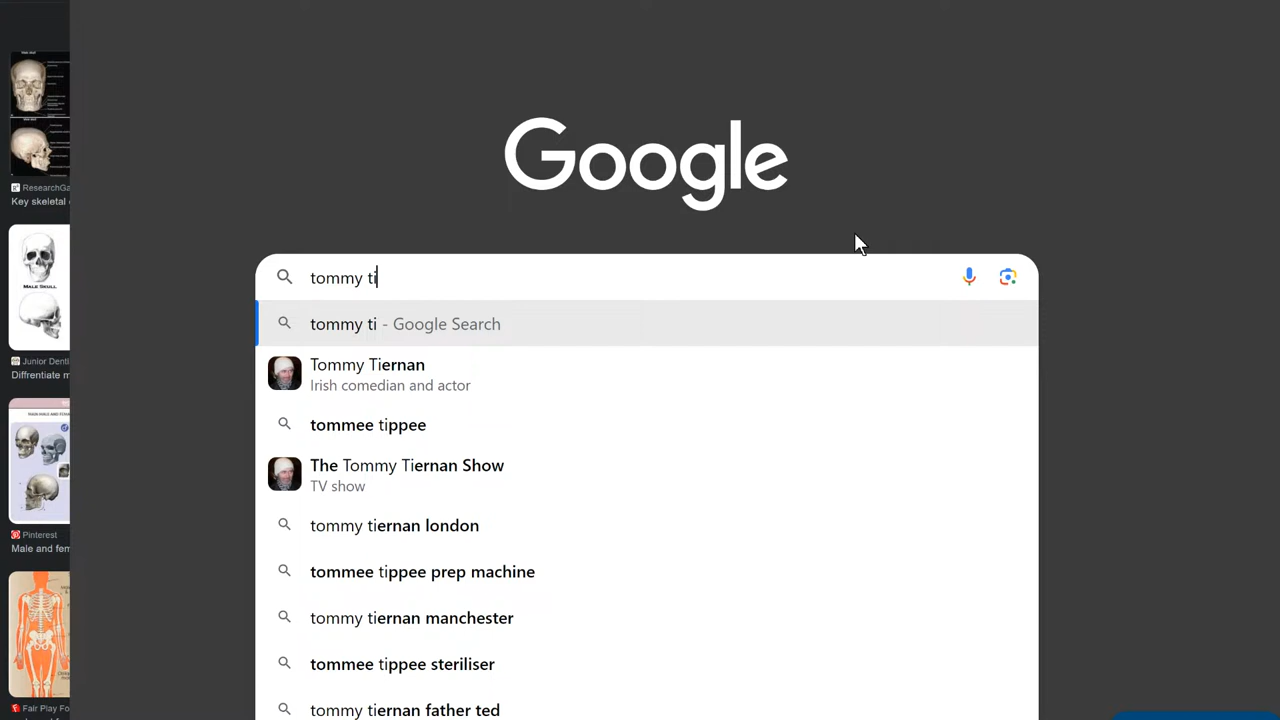 Google
tommy ti
tommy ti - Google Search
Tommy Tiernan
Irish comedian and actor
tommee tippee
The Tommy Tiernan Show
TV show
tommy tiernan london
tommee tippee prep machine
tommy tiernan manchester
tommee tippee steriliser
tommy tiernan father ted
ResearchGa
Key skeletal
MALE SKULL
Junior Denti
Diffrentiate m
Pinterest
Male and fem
Fair Play Fo